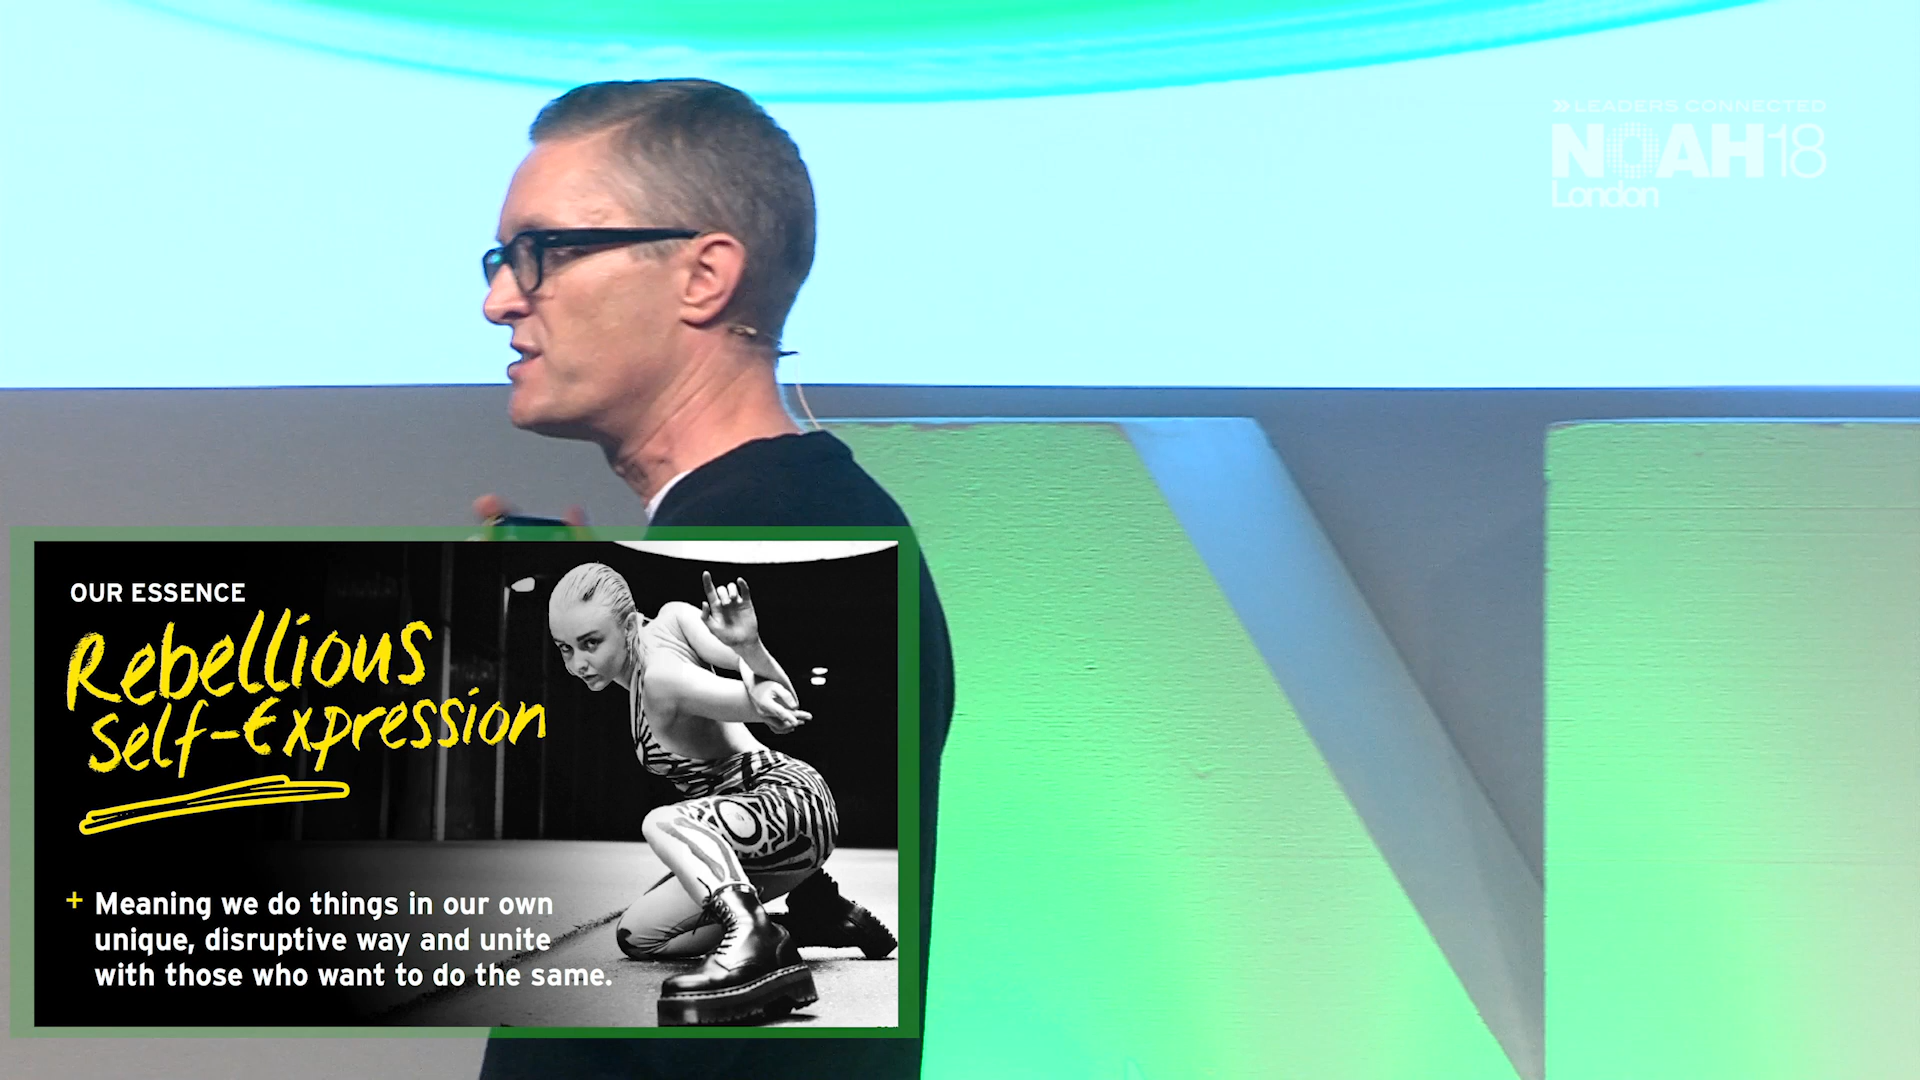 LEADERS CONNECTED
NOAH18
London
OUR ESSENCE
Rebellious
Self-Expression
+ Meaning we do things in our own
unique, disruptive way and unite
with those who want to do the same.